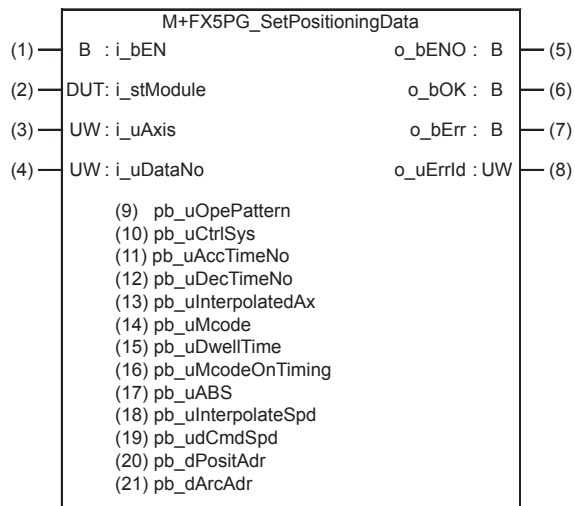 M+FX5PG_SetPositioningData
(1) B : i_bEN o_bENO : B (5)
(2) DUT: i_stModule o_bOK : B (6)
(3) UW : i_uAxis o_bErr : B (7)
(4) UW : i_uDataNo o_uErrId : UW (8)
(9) pb_uOpePattern
(10) pb_uCtrlSys
(11) pb_uAccTimeNo
(12) pb_uDecTimeNo
(13) pb_uInterpolatedAx
(14) pb_uMcode
(15) pb_uDwellTime
(16) pb_uMcodeOnTiming
(17) pb_uABS
(18) pb_uInterpolateSpd
(19) pb_udCmdSpd
(20) pb_dPositAdr
(21) pb_dArcAdr